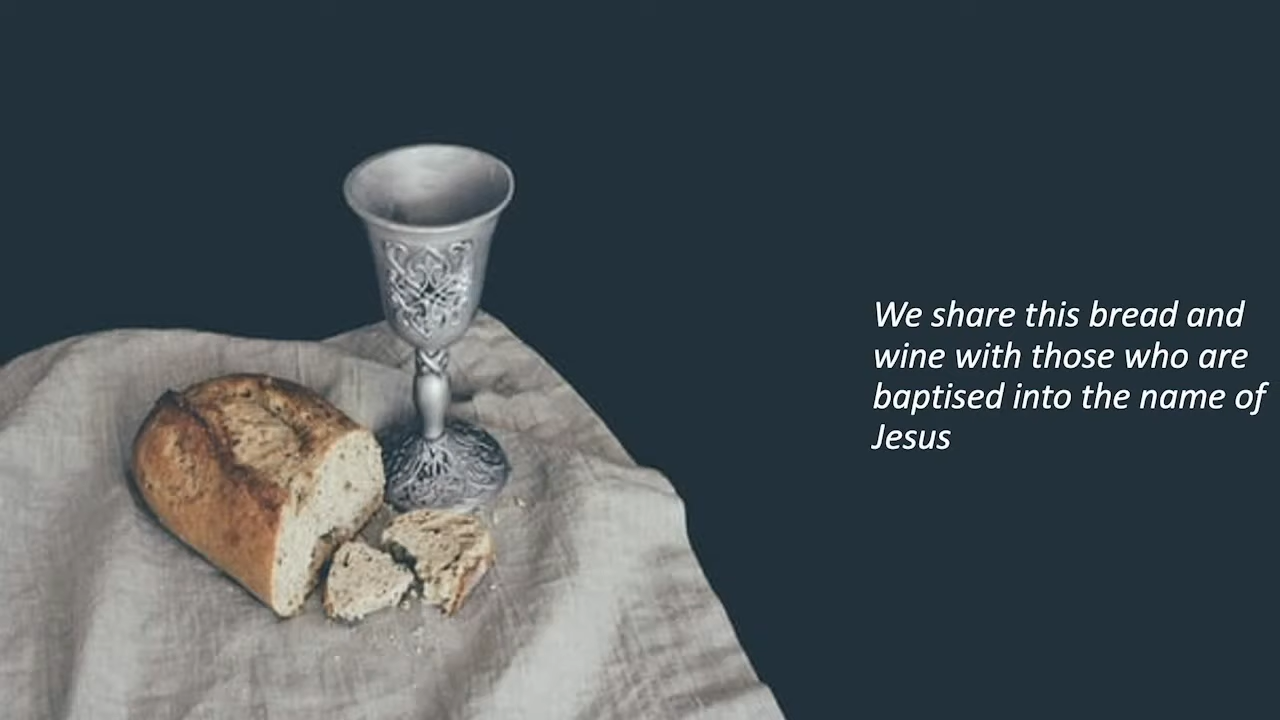 We share this bread and
wine with those who are
baptised into the name of
Jesus